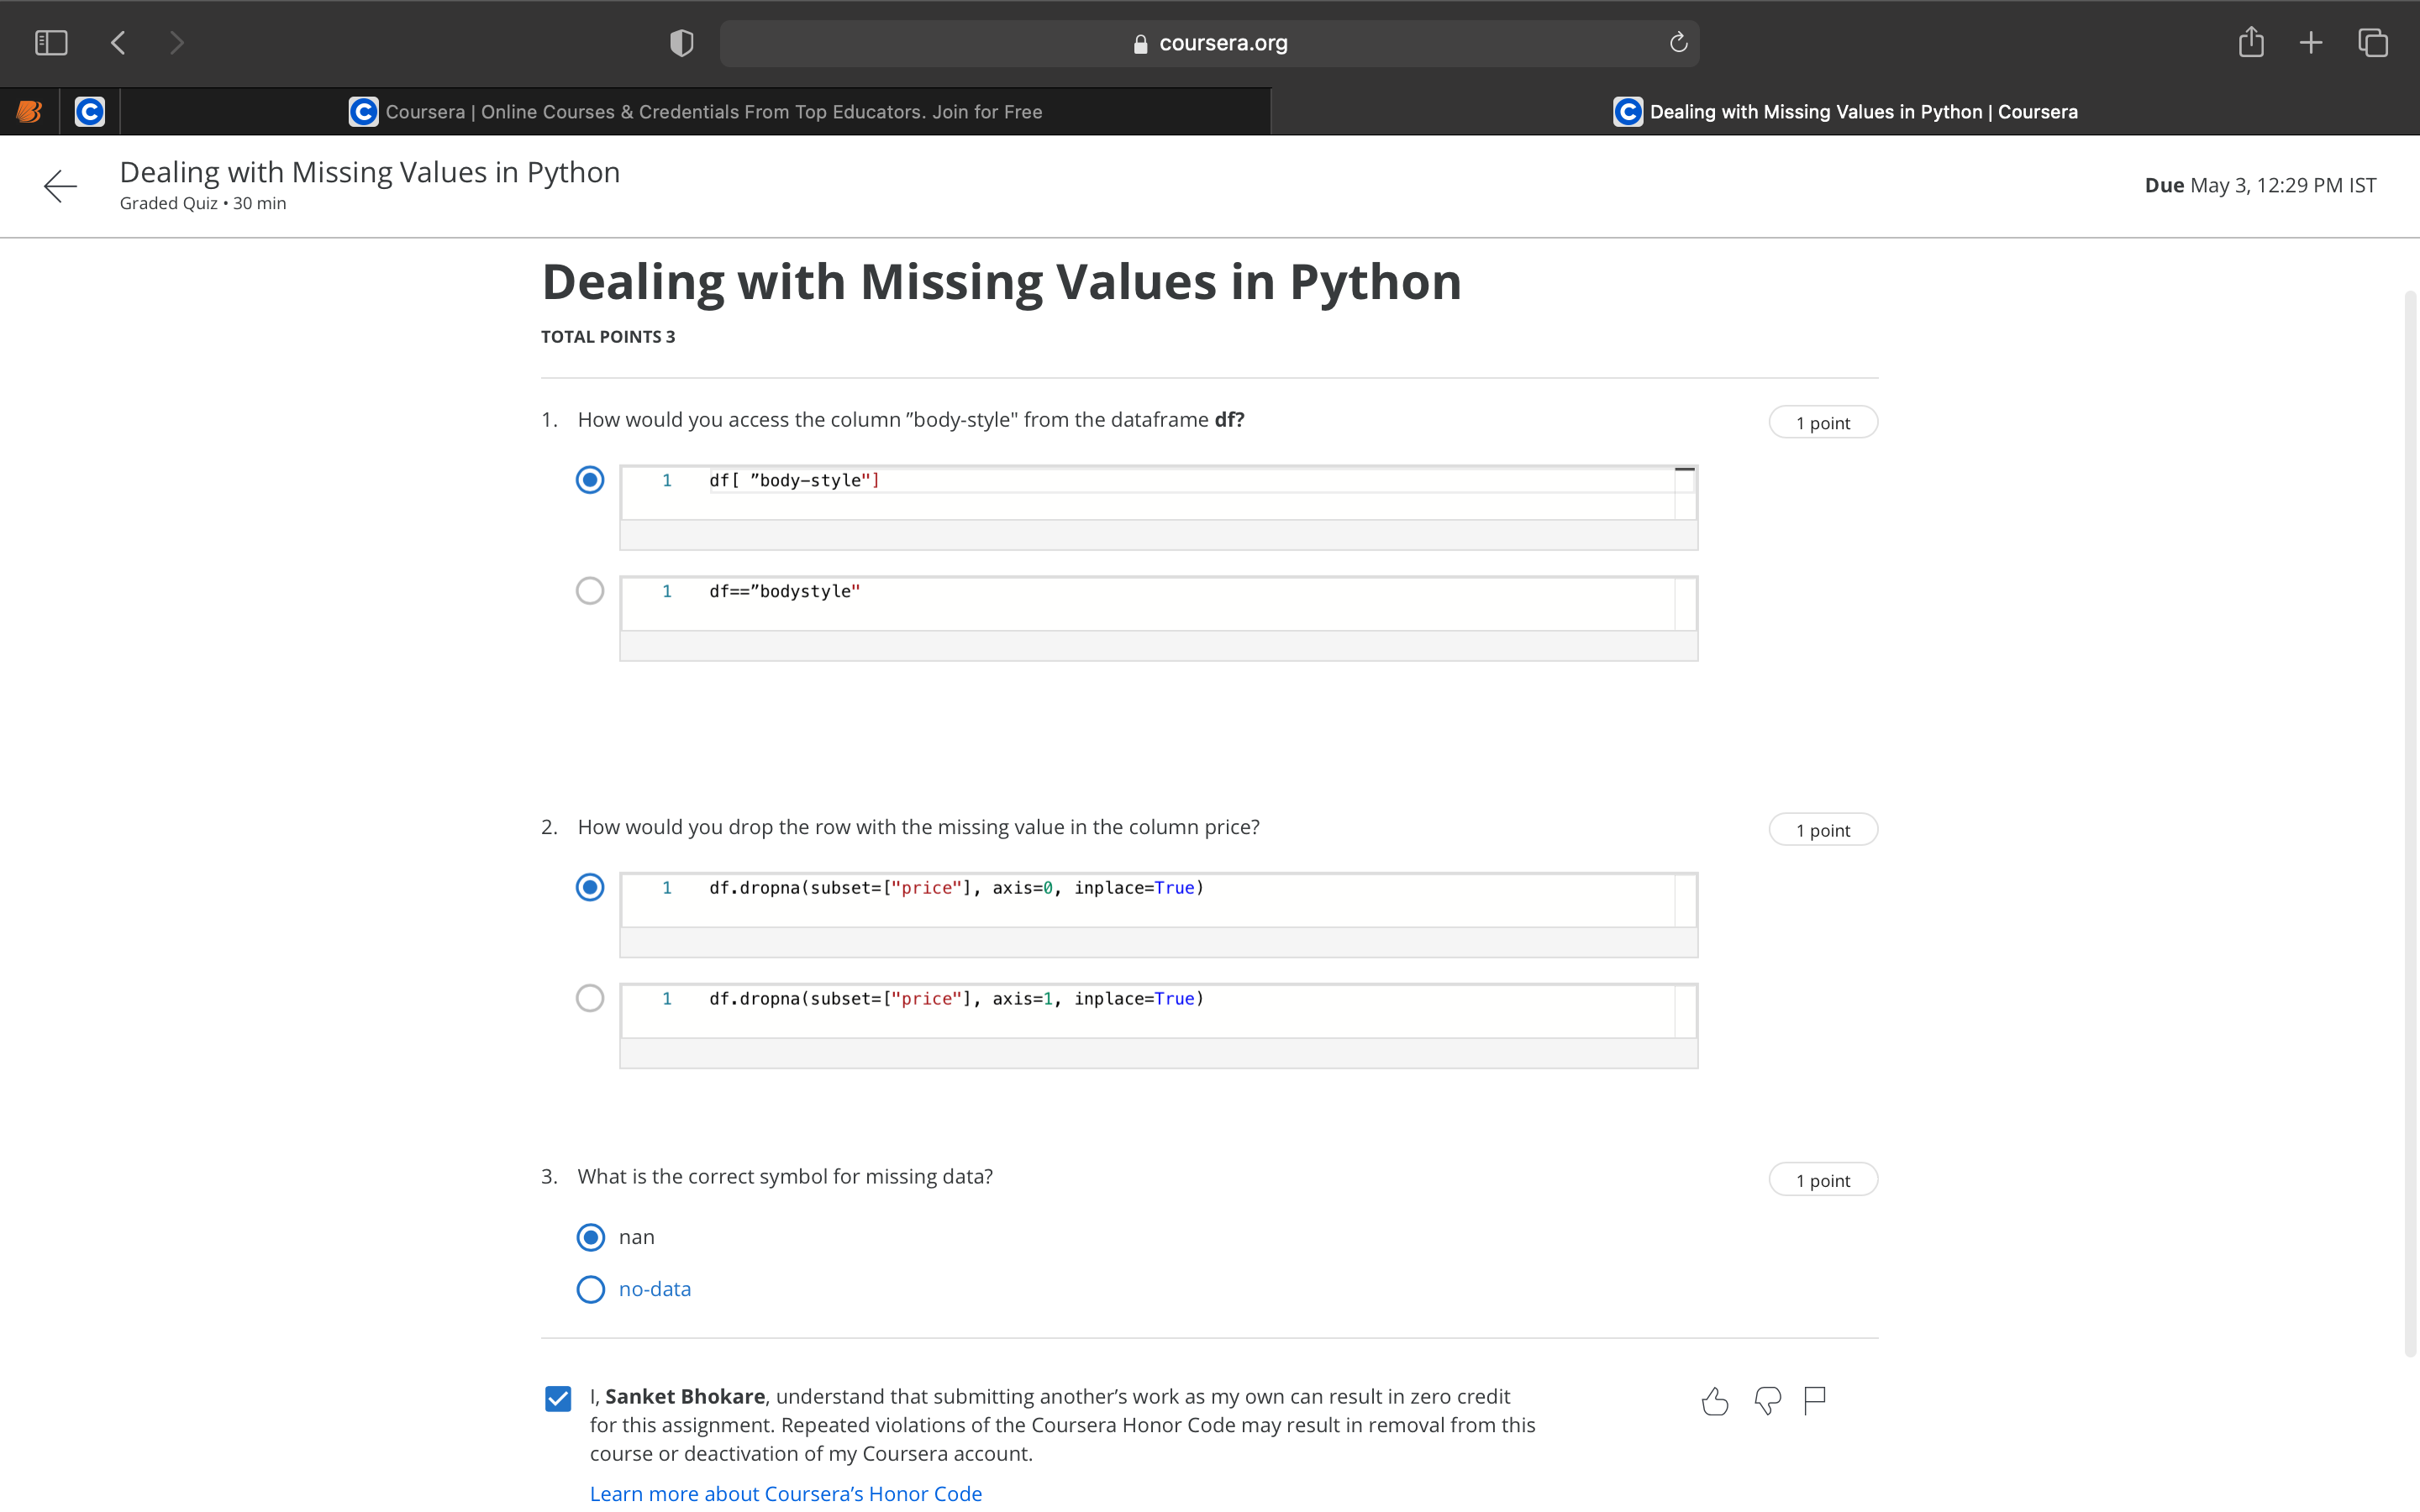 coursera.org
Coursera | Online Courses & Credentials From Top Educators. Join for Free
Dealing with Missing Values in Python | Coursera
Dealing with Missing Values in Python
Graded Quiz • 30 min
Due May 3, 12:29 PM IST
Dealing with Missing Values in Python
TOTAL POINTS 3
1. How would you access the column ”body-style" from the dataframe df?
1 point
1 df[ ”body-style"]
1 df==”bodystyle"
2. How would you drop the row with the missing value in the column price?
1 point
1 df.dropna(subset=["price"], axis=0, inplace=True)
1 df.dropna(subset=["price"], axis=1, inplace=True)
3. What is the correct symbol for missing data?
1 point
nan
no-data
I, Sanket Bhokare, understand that submitting another’s work as my own can result in zero credit
for this assignment. Repeated violations of the Coursera Honor Code may result in removal from this
course or deactivation of my Coursera account.
Learn more about Coursera’s Honor Code